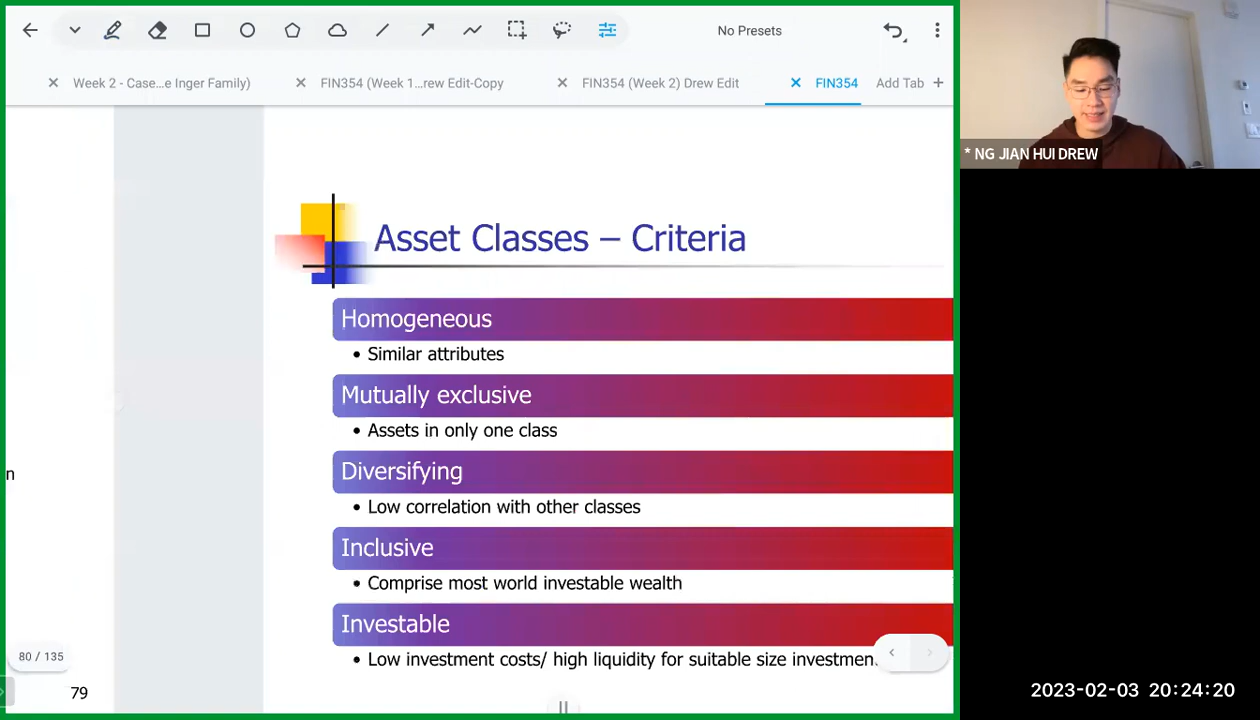 No Presets
Week 2 - Case...e Inger Family)
FIN354 (Week 1...rew Edit-Copy
FIN354 (Week 2) Drew Edit
FIN354
Add Tab +
* NG JIAN HUI DREW
Asset Classes – Criteria
Homogeneous
• Similar attributes
Mutually exclusive
• Assets in only one class
Diversifying
• Low correlation with other classes
Inclusive
• Comprise most world investable wealth
Investable
• Low investment costs/ high liquidity for suitable size investmen
n
80 / 135
79
2023-02-03 20:24:20